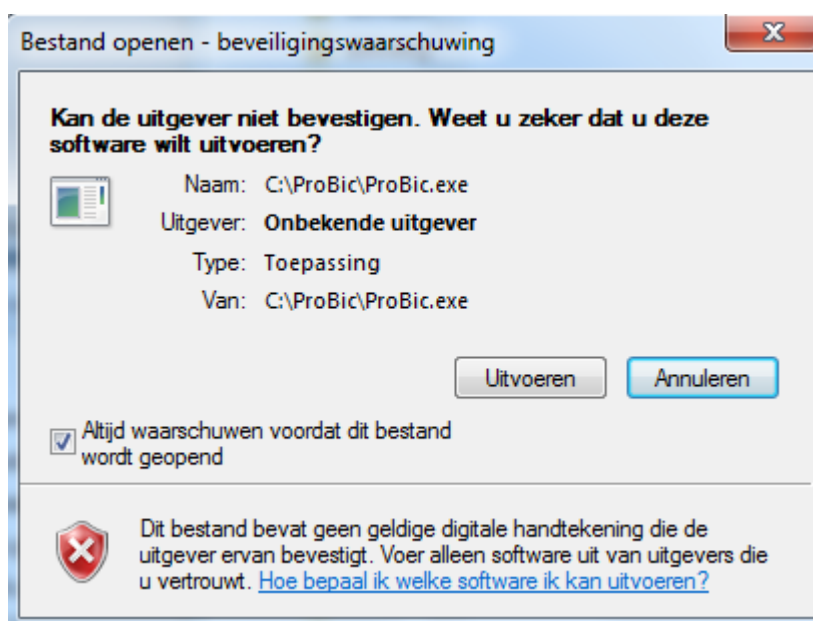 Bestand openen - beveiligingswaarschuwing
Kan de uitgever niet bevestigen. Weet u zeker dat u deze
software wilt uitvoeren?
Naam: C:\ProBic\ProBic.exe
Uitgever: Onbekende uitgever
Type: Toepassing
Van: C:\ProBic\ProBic.exe
Uitvoeren Annuleren
Altijd waarschuwen voordat dit bestand
wordt geopend
Dit bestand bevat geen geldige digitale handtekening die de
uitgever ervan bevestigt. Voer alleen software uit van uitgevers die
u vertrouwt. Hoe bepaal ik welke software ik kan uitvoeren?